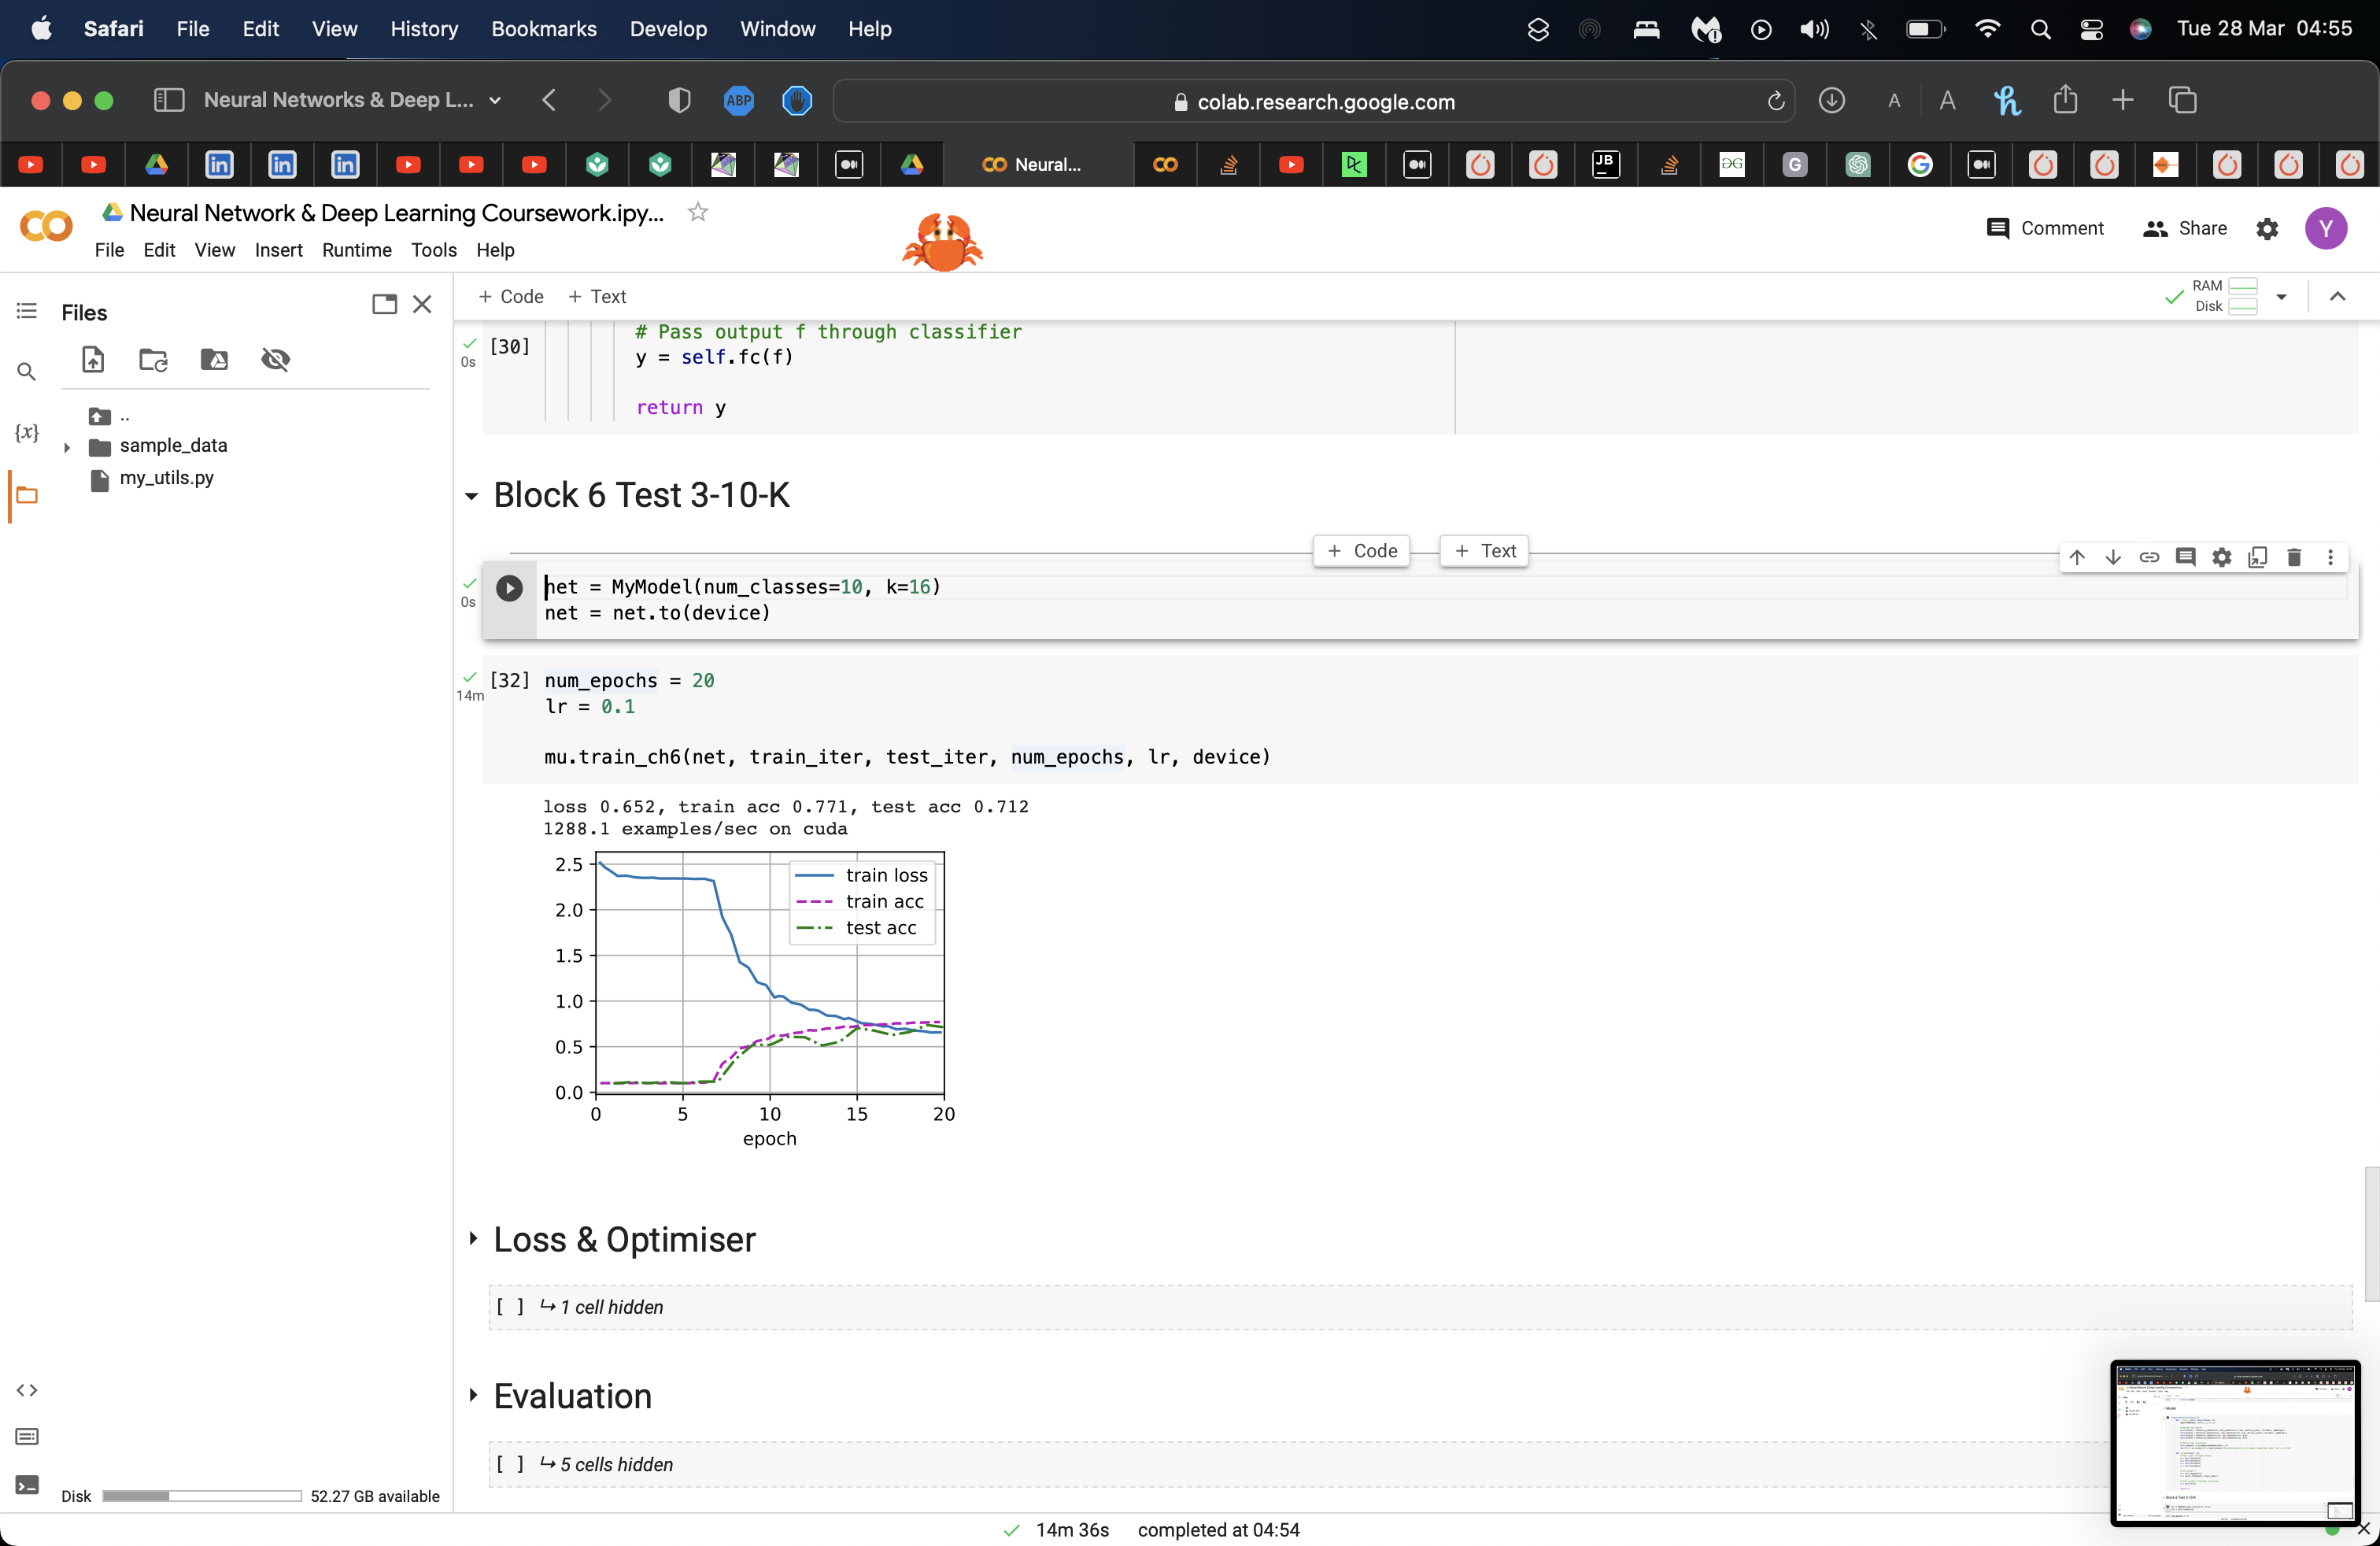 Safari File Edit View History Bookmarks Develop Window Help Tue 28 Mar 04:55
Neural Networks & Deep L... ABP colab.research.google.com A A
Neural... JB G
Neural Network & Deep Learning Coursework.ipy...
Comment Share Y
File Edit View Insert Runtime Tools Help
Files
+ Code + Text
RAM
Disk
..
sample_data
my_utils.py
{x}
0s [30]
# Pass output f through classifier
y = self.fc(f)
return y
Block 6 Test 3-10-K
+ Code + Text
0s
net = MyModel(num_classes=10, k=16)
net = net.to(device)
14m [32]
num_epochs = 20
lr = 0.1
mu.train_ch6(net, train_iter, test_iter, num_epochs, lr, device)
loss 0.652, train acc 0.771, test acc 0.712
1288.1 examples/sec on cuda
2.5
2.0
1.5
1.0
0.5
0.0
train loss
train acc
test acc
0 5 10 15 20
epoch
Loss & Optimiser
[ ] ↳ 1 cell hidden
Evaluation
[ ] ↳ 5 cells hidden
Disk 52.27 GB available
14m 36s completed at 04:54